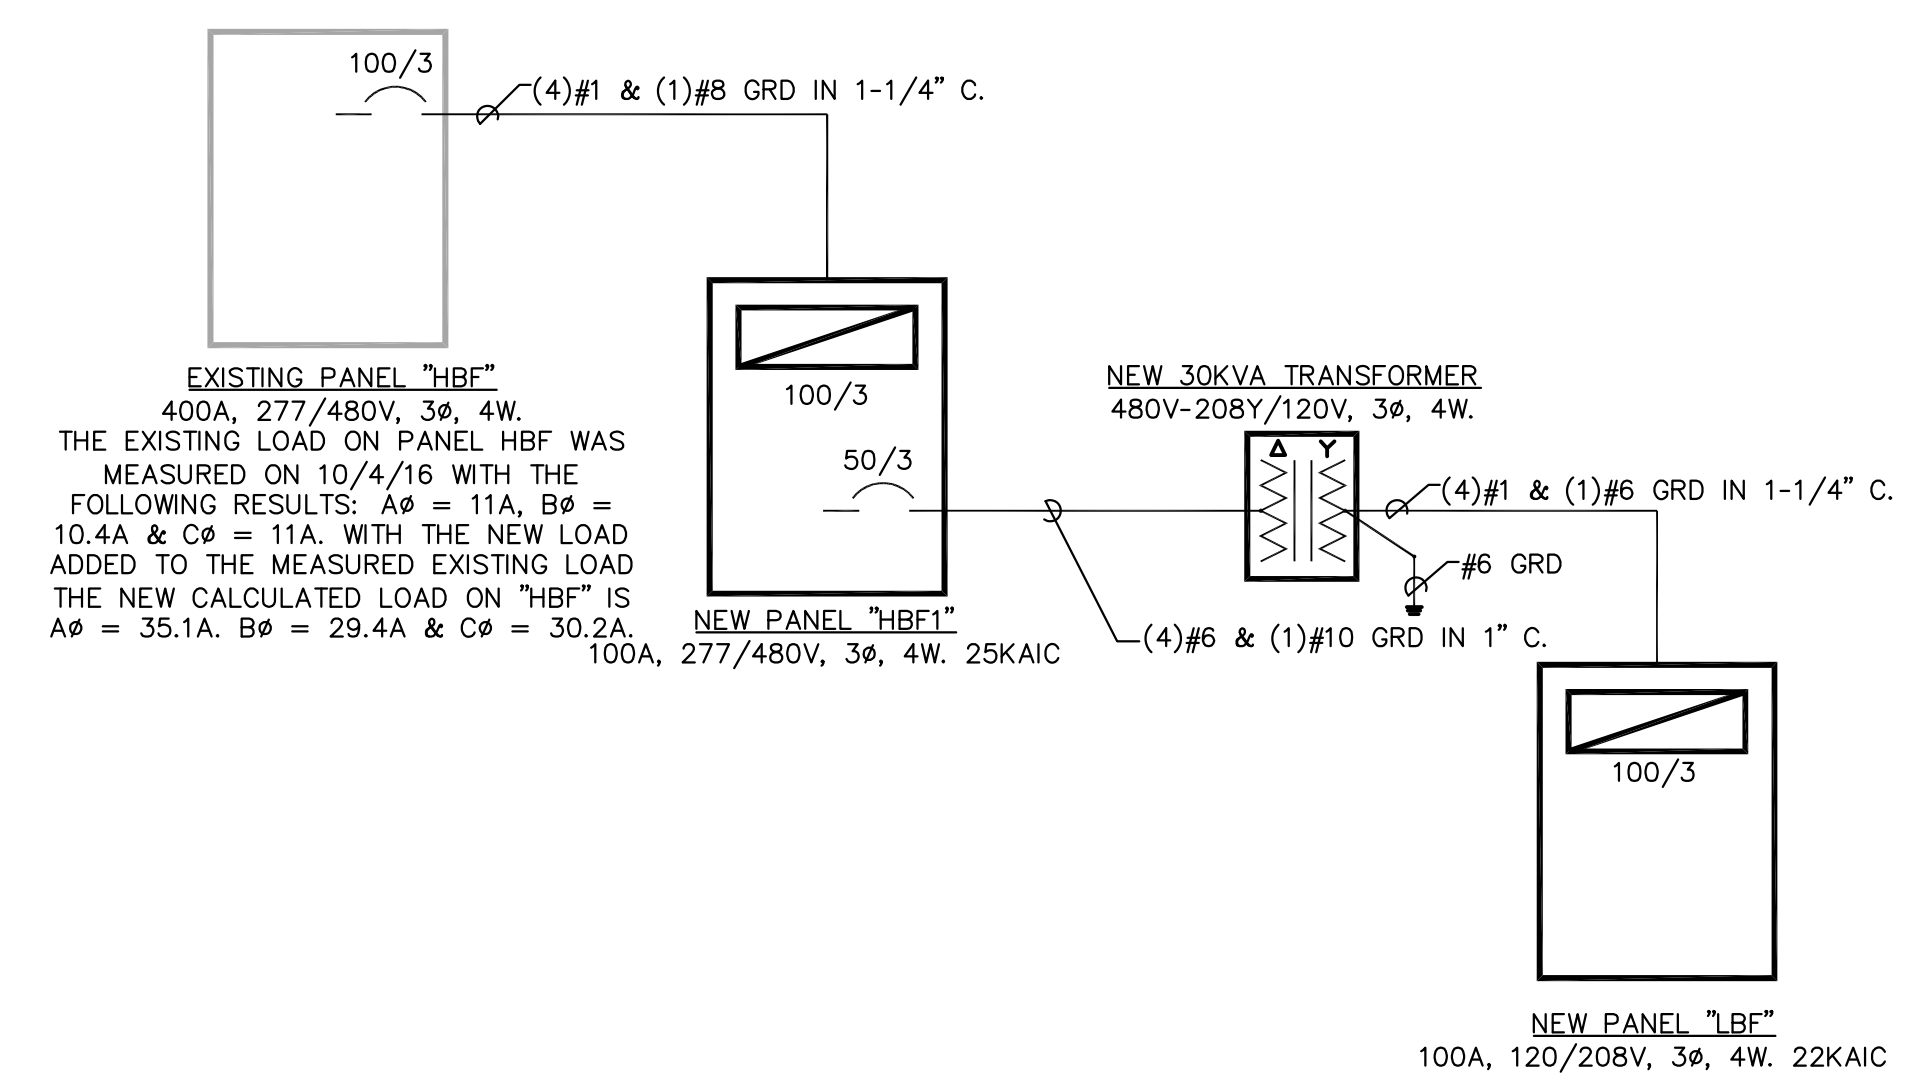 100/3
(4)#1 & (1)#8 GRD IN 1-1/4" C.
EXISTING PANEL "HBF"
400A, 277/480V, 3ø, 4W.
THE EXISTING LOAD ON PANEL HBF WAS
MEASURED ON 10/4/16 WITH THE
FOLLOWING RESULTS: Aø = 11A, Bø =
10.4A & Cø = 11A. WITH THE NEW LOAD
ADDED TO THE MEASURED EXISTING LOAD
THE NEW CALCULATED LOAD ON "HBF" IS
Aø = 35.1A. Bø = 29.4A & Cø = 30.2A.
100/3
50/3
NEW PANEL "HBF1"
100A, 277/480V, 3ø, 4W. 25KAIC
NEW 30KVA TRANSFORMER
480V-208Y/120V, 3ø, 4W.
Δ Y
(4)#1 & (1)#6 GRD IN 1-1/4" C.
#6 GRD
(4)#6 & (1)#10 GRD IN 1" C.
100/3
NEW PANEL "LBF"
100A, 120/208V, 3ø, 4W. 22KAIC